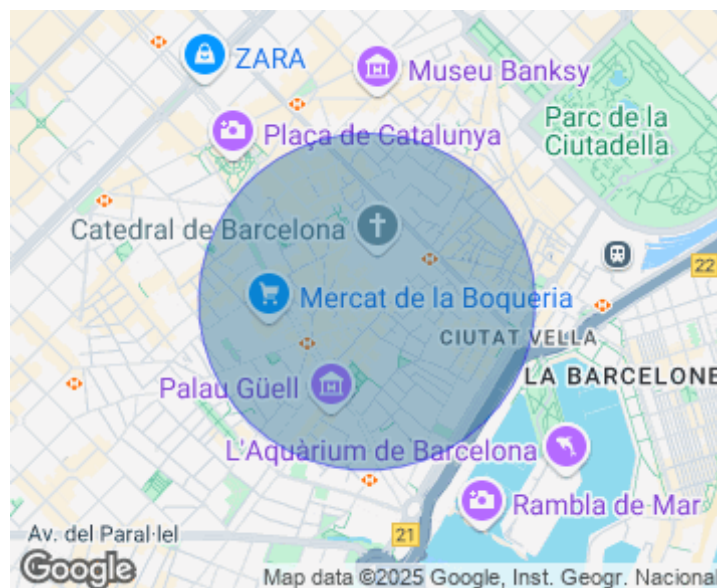 ZARA
Museu Banksy
Parc de la
Ciutadella
Plaça de Catalunya
Catedral de Barcelona
22
Mercat de la Boqueria
CIUTAT VELLA
LA BARCELONE
Palau Güell
L'Aquàrium de Barcelona
Rambla de Mar
Av. del Paral·lel
21
Google
Map data ©2025 Google, Inst. Geogr. Nacional